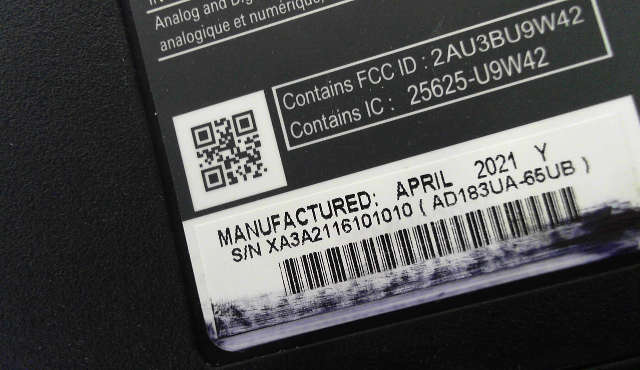 Analog and Dig
analogique et numérique,
Contains FCC ID : 2AU3BU9W42
Contains IC : 25625-U9W42
MANUFACTURED: APRIL 2021 Y
S/N XA3A2116101010 ( AD183UA-65UB )